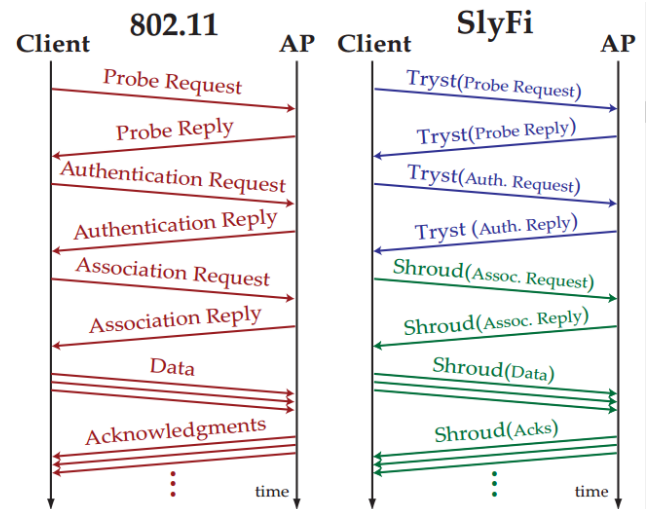 802.11
Client
AP
Probe Request
Probe Reply
Authentication Request
Authentication Reply
Association Request
Association Reply
Data
Acknowledgments
time
SlyFi
Client
AP
Tryst(Probe Request)
Tryst(Probe Reply)
Tryst(Auth. Request)
Tryst (Auth. Reply)
Shroud(Assoc. Request)
Shroud(Assoc. Reply)
Shroud(Data)
Shroud(Acks)
time